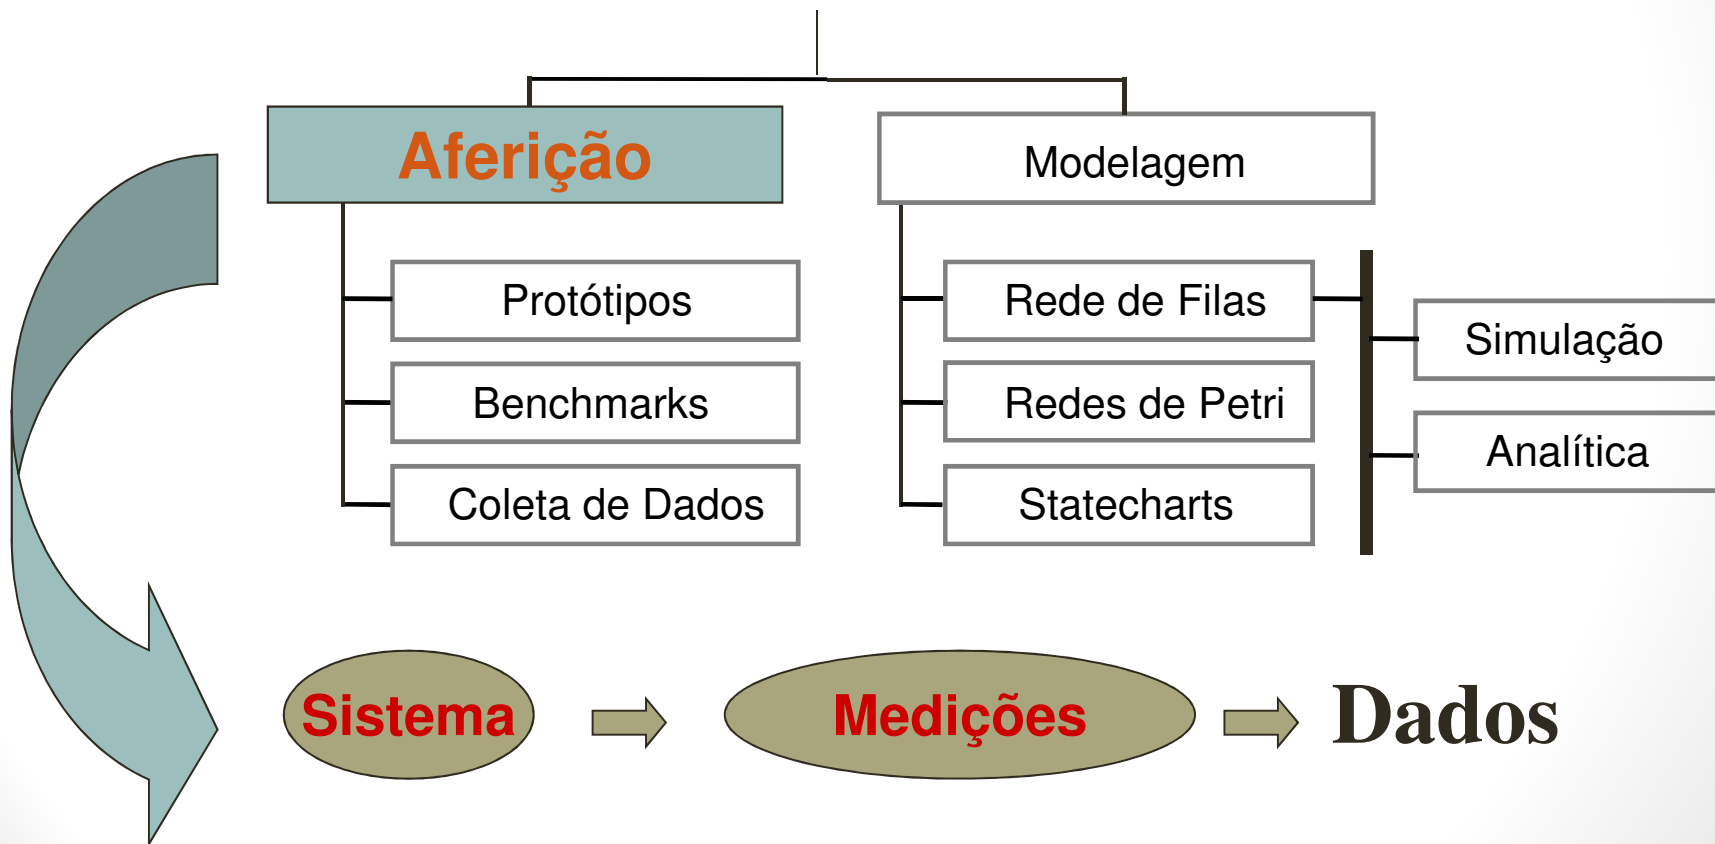 Aferição
Modelagem
Protótipos
Rede de Filas
Simulação
Benchmarks
Redes de Petri
Analítica
Coleta de Dados
Statecharts
Sistema
Medições
Dados